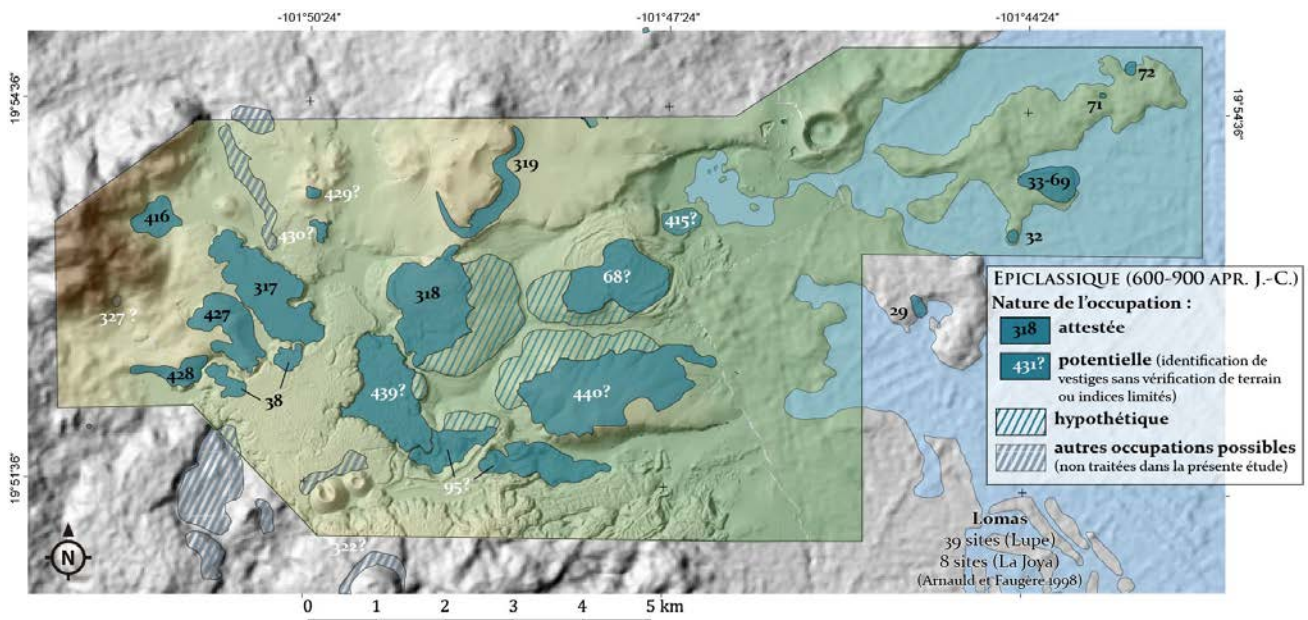 -101°50'24"
-101°47'24"
-101°44'24"
19°54'36"
19°54'36"
72
71
319
33-69
429?
416
415?
430?
32
317
68?
318
327 ?
427
29
428
38
439?
440?
95?
19°51'36"
322?
EPICLASSIQUE (600-900 APR. J.-C.)
Nature de l'occupation :
318 attestée
431? potentielle (identification de
vestiges sans vérification de terrain
ou indices limités)
hypothétique
autres occupations possibles
(non traitées dans la présente étude)
Lomas
39 sites (Lupe)
8 sites (La Joya)
(Arnauld et Faugère 1998)
N
0 1 2 3 4 5 km